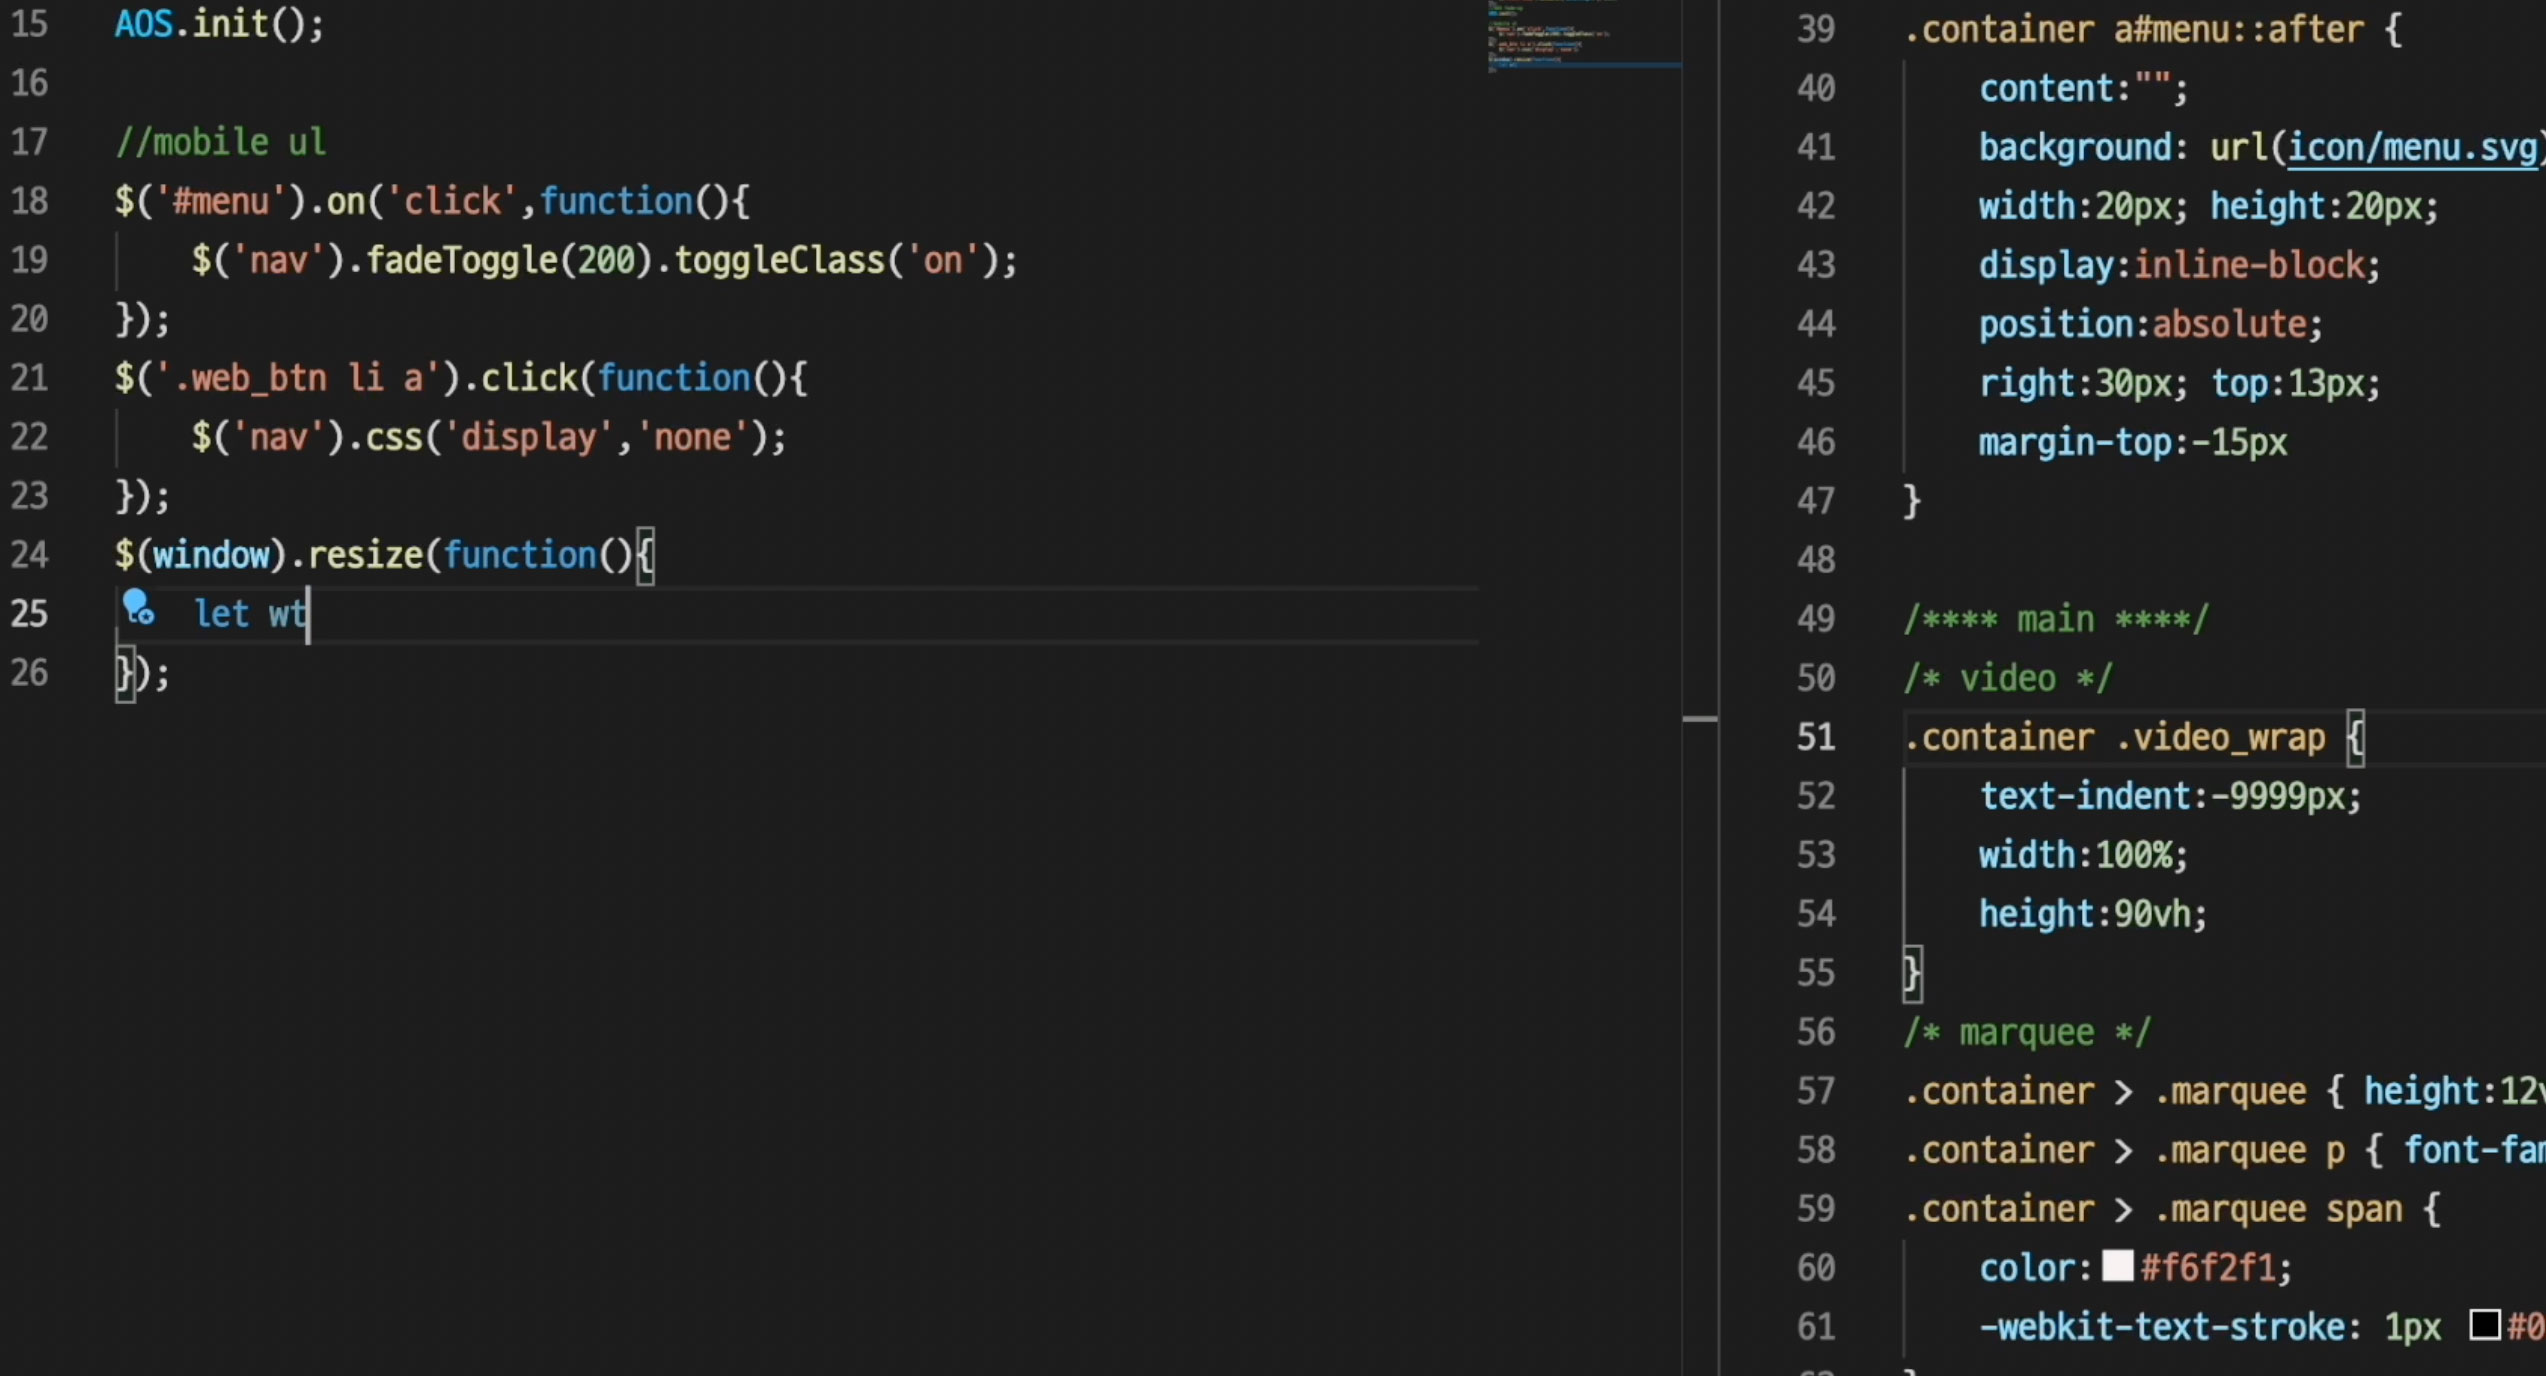 15 AOS.init();
16
17 //mobile ul
18 $('#menu').on('click',function(){
19 $('nav').fadeToggle(200).toggleClass('on');
20 });
21 $('.web_btn li a').click(function(){
22 $('nav').css('display','none');
23 });
24 $(window).resize(function(){
25 let wt
26 });
39 .container a#menu::after {
40 content:"";
41 background: url(icon/menu.svg)
42 width:20px; height:20px;
43 display:inline-block;
44 position:absolute;
45 right:30px; top:13px;
46 margin-top:-15px
47 }
48
49 /**** main ****/
50 /* video */
51 .container .video_wrap {
52 text-indent:-9999px;
53 width:100%;
54 height:90vh;
55 }
56 /* marquee */
57 .container > .marquee { height:12v
58 .container > .marquee p { font-fam
59 .container > .marquee span {
60 color: #f6f2f1;
61 -webkit-text-stroke: 1px #0